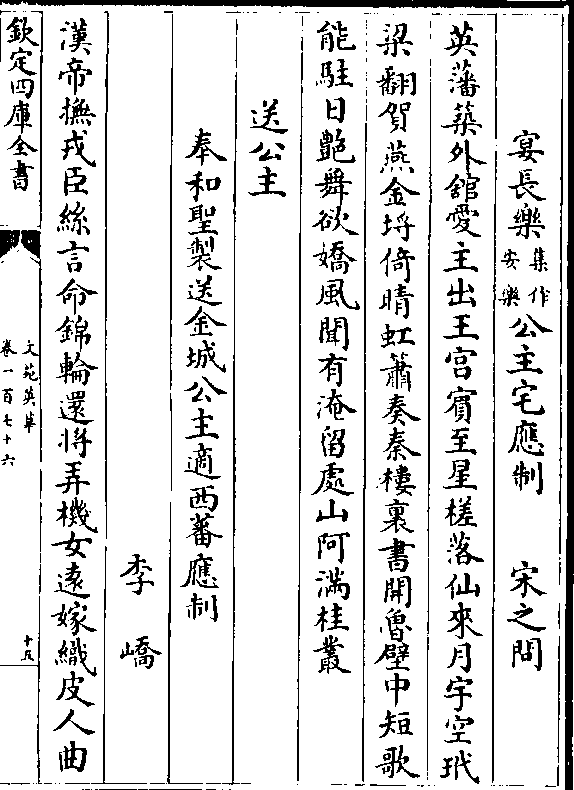 宴長樂集作安樂公主宅應制　宋之問
英藩築外舘愛主出王宫賓至星槎落仙來月宇空玳
梁翻賀燕金埒倚晴虹簫奏秦樓裏書開魯壁中短歌
能駐日艷舞欲嬌風聞有淹留處山阿滿桂叢
送公主
奉和聖製送金城公主適西蕃應制
李嶠
漢帝撫戎臣絲言命錦輪還將弄機女逺嫁織皮人曲
欽定四庫全書
文苑英華
卷一百七十六
十五